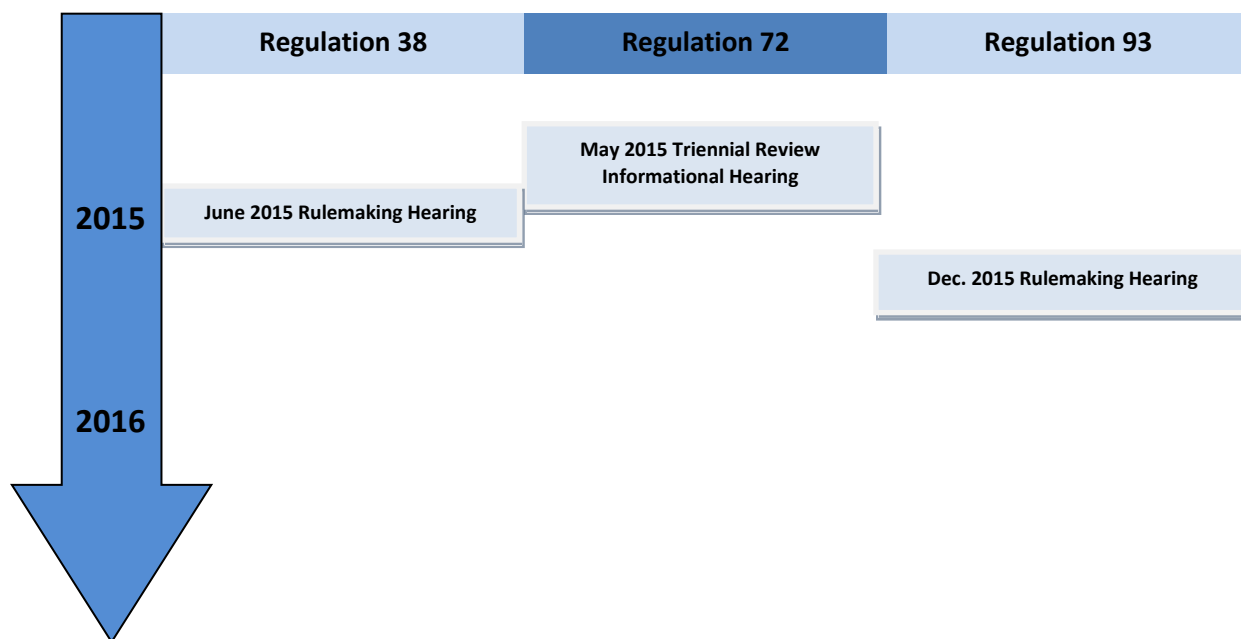 Regulation 38
Regulation 72
Regulation 93
May 2015 Triennial Review
Informational Hearing
2015
June 2015 Rulemaking Hearing
Dec. 2015 Rulemaking Hearing
2016